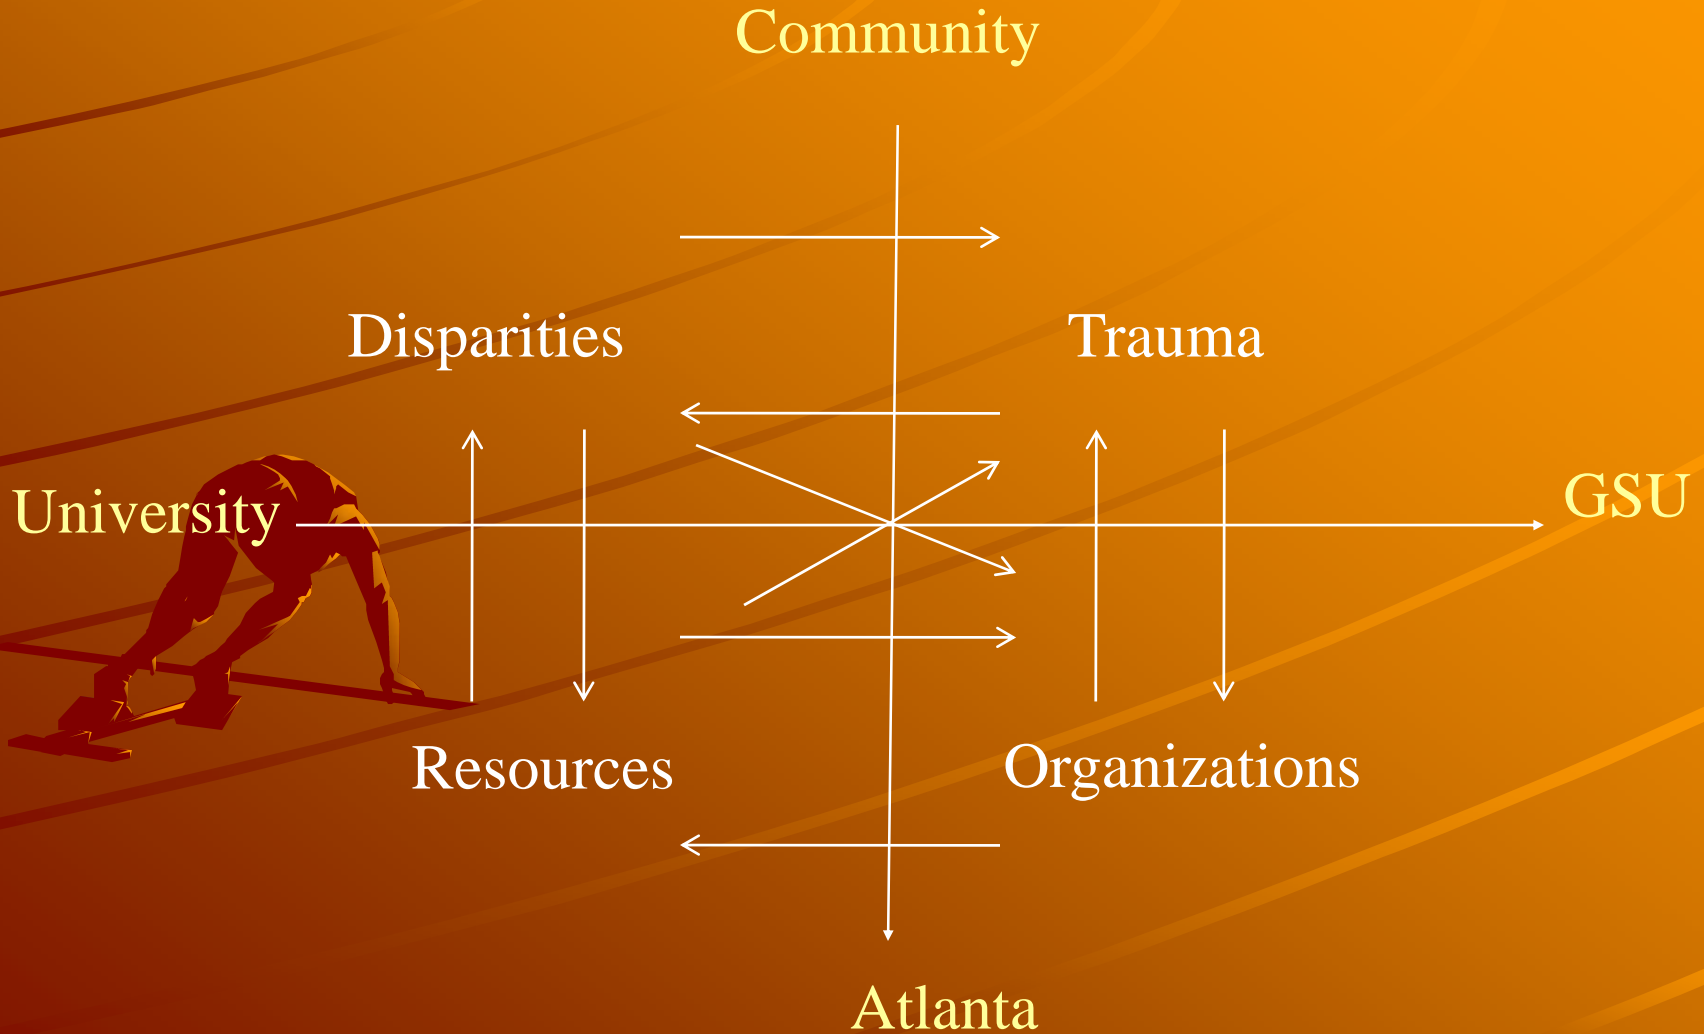 Community
Disparities
Trauma
University
GSU
Resources
Organizations
Atlanta